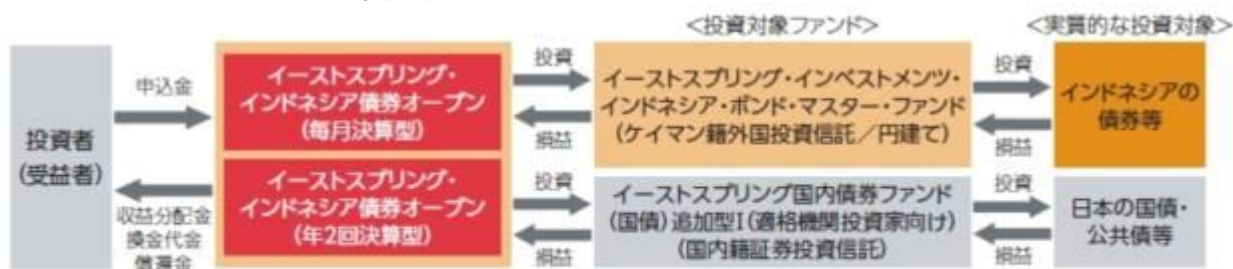 <投資対象ファンド>
<実質的な投資対象>
投資者
(受益者)
申込金
収益分配金
換金代金
償還金
イーストスプリング・
インドネシア債券オープン
(毎月決算型)
イーストスプリング・
インドネシア債券オープン
(年2回決算型)
投資
損益
投資
損益
イーストスプリング・インベストメンツ・
インドネシア・ボンド・マスター・ファンド
(ケイマン籍外国投資信託/円建て)
イーストスプリング国内債券ファンド
(国債)追加型I(適格機関投資家向け)
(国内籍証券投資信託)
投資
損益
投資
損益
インドネシアの
債券等
日本の国債・
公共債等